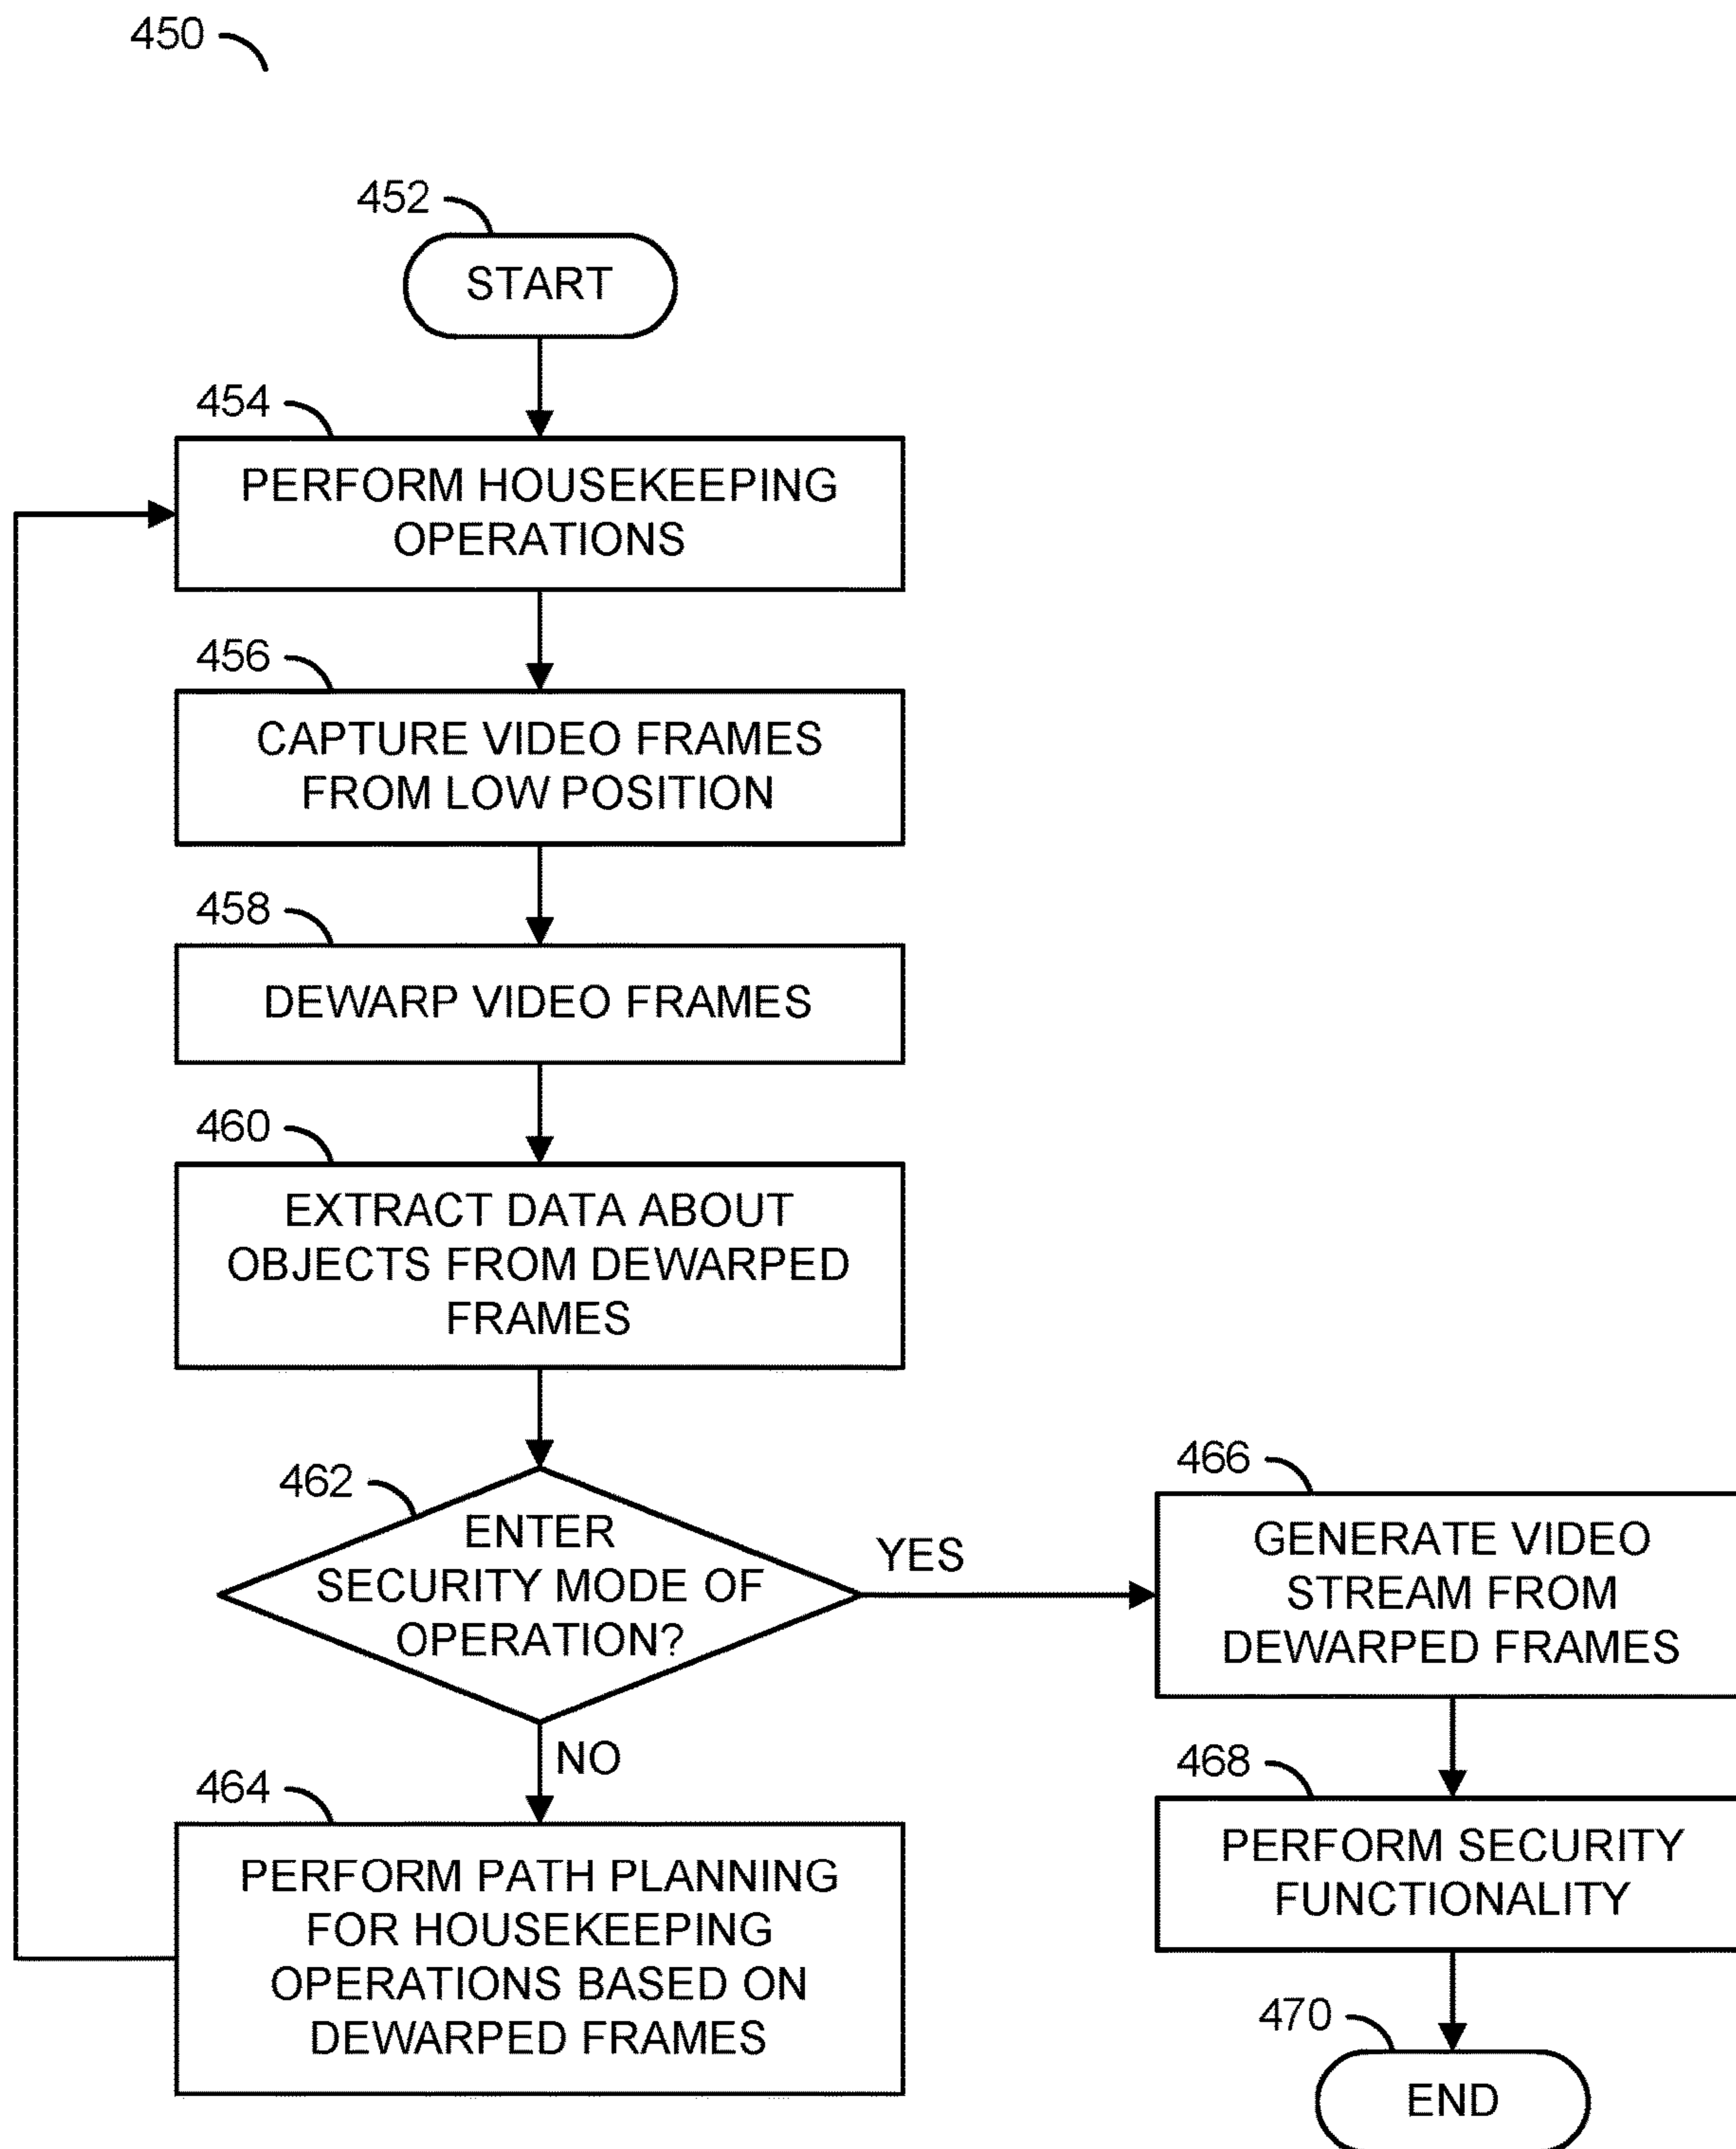 450
452
START
454
PERFORM HOUSEKEEPING
OPERATIONS
456
CAPTURE VIDEO FRAMES
FROM LOW POSITION
458
DEWARP VIDEO FRAMES
460
EXTRACT DATA ABOUT
OBJECTS FROM DEWARPED
FRAMES
462
ENTER
SECURITY MODE OF
OPERATION?
YES
NO
464
PERFORM PATH PLANNING
FOR HOUSEKEEPING
OPERATIONS BASED ON
DEWARPED FRAMES
466
GENERATE VIDEO
STREAM FROM
DEWARPED FRAMES
468
PERFORM SECURITY
FUNCTIONALITY
470
END